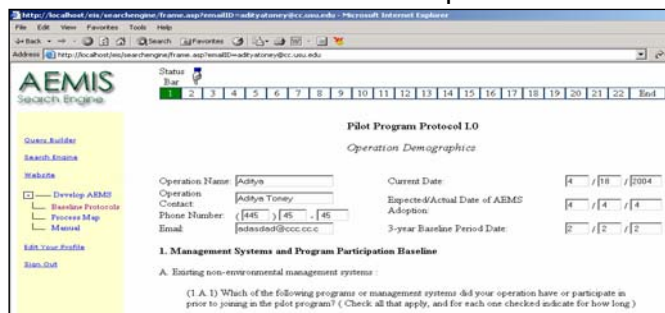 http://localhost/eis/searchengine/frame.asp?emailID=adityatoney@cc.usu.edu - Microsoft Internet Explorer
File Edit View Favorites Tools Help
Back Search Favorites
Address http://localhost/eis/searchengine/frame.asp?emailID=adityatoney@cc.usu.edu
AEMIS
Search Engine
Status
Bar
1 2 3 4 5 6 7 8 9 10 11 12 13 14 15 16 17 18 19 20 21 22 End
Query Builder
Search Engine
Website
Develop AEMS
Baseline Protocols
Process Map
Manual
Edit Your Profile
Sign Out
Pilot Program Protocol 1.0
Operation Demographics
Operation Name: Aditya
Operation
Contact: Aditya Toney
Phone Number: (445) 45 - 45
Email: adasdad@ccc.cc.c
Current Date: 4 / 18 / 2004
Expected/Actual Date of AEMS
Adoption: 4 / 4 / 4
3-year Baseline Period Date: 2 / 2 / 2
1. Management Systems and Program Participation Baseline
A. Existing non-environmental management systems :
(1.A.1) Which of the following programs or management systems did your operation have or participate in
prior to joining in the pilot program? ( Check all that apply, and for each one checked indicate for how long )